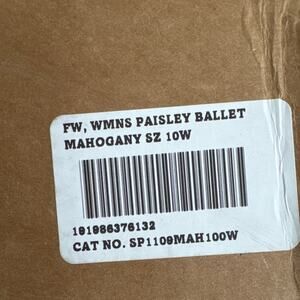 FW, WMNS PAISLEY BALLET
MAHOGANY SZ 10W
191986376132
CAT NO. SP1109MAH100W